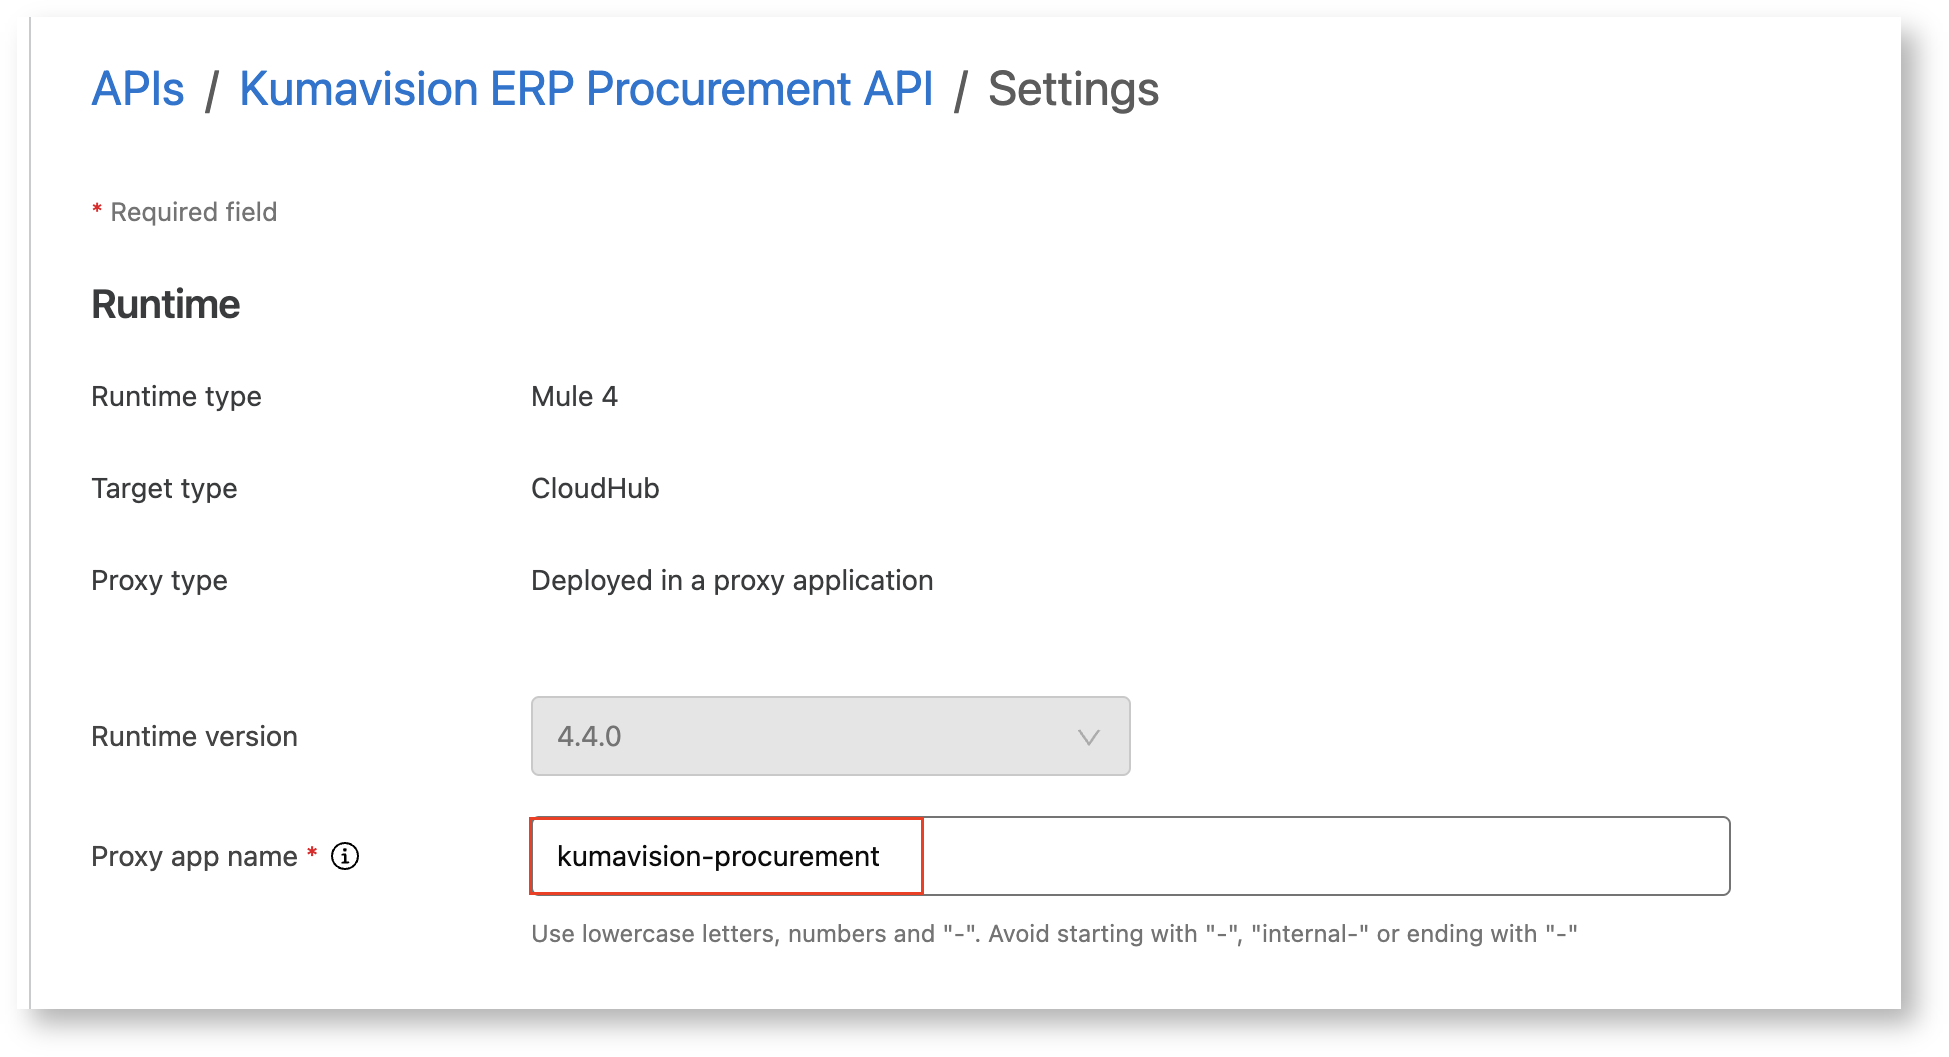 APIs / Kumavision ERP Procurement API / Settings
* Required field
Runtime
Runtime type Mule 4
Target type CloudHub
Proxy type Deployed in a proxy application
Runtime version 4.4.0
Proxy app name * kumavision-procurement
Use lowercase letters, numbers and "-". Avoid starting with "-", "internal-" or ending with "-"